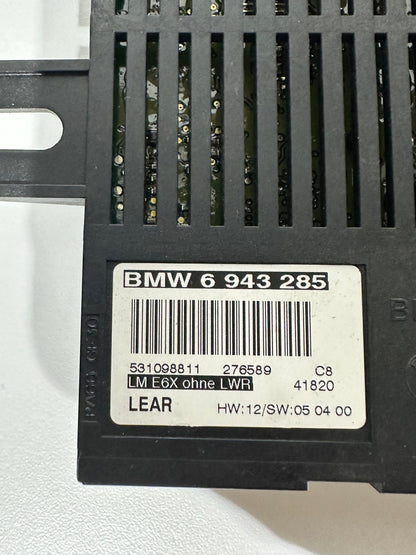 BMW 6 943 285
531098811 276589 C8
LM E6X ohne LWR 41820
LEAR HW:12/SW:05 04 00